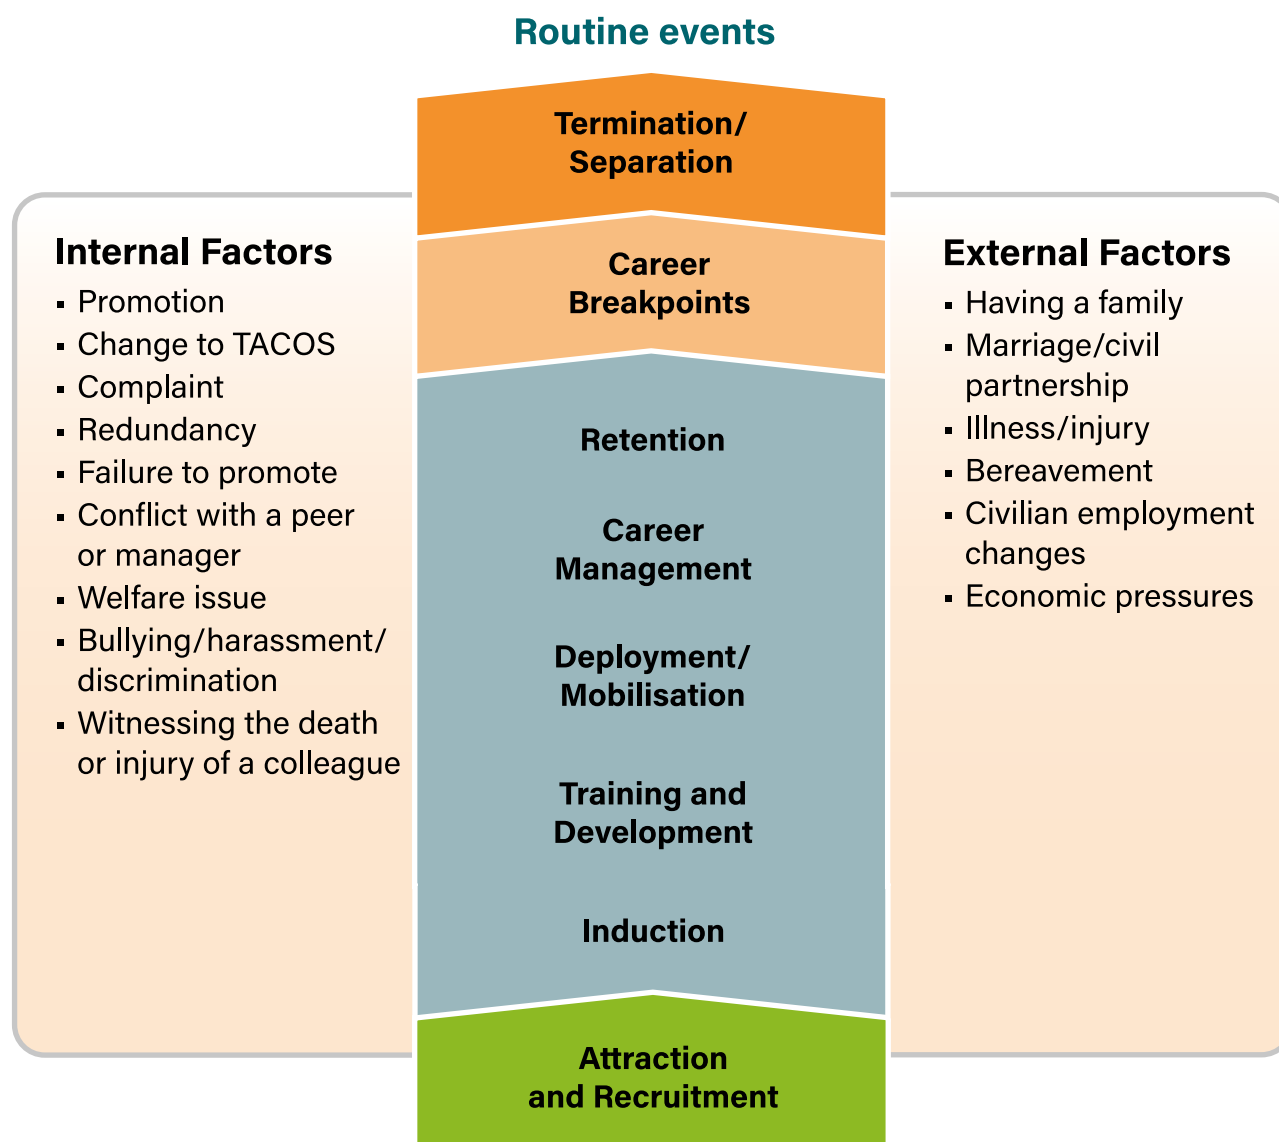 Routine events
Termination/
Separation
Career
Breakpoints
Retention
Career
Management
Deployment/
Mobilisation
Training and
Development
Induction
Attraction
and Recruitment
Internal Factors
▪ Promotion
▪ Change to TACOS
▪ Complaint
▪ Redundancy
▪ Failure to promote
▪ Conflict with a peer
or manager
▪ Welfare issue
▪ Bullying/harassment/
discrimination
▪ Witnessing the death
or injury of a colleague
External Factors
▪ Having a family
▪ Marriage/civil
partnership
▪ Illness/injury
▪ Bereavement
▪ Civilian employment
changes
▪ Economic pressures